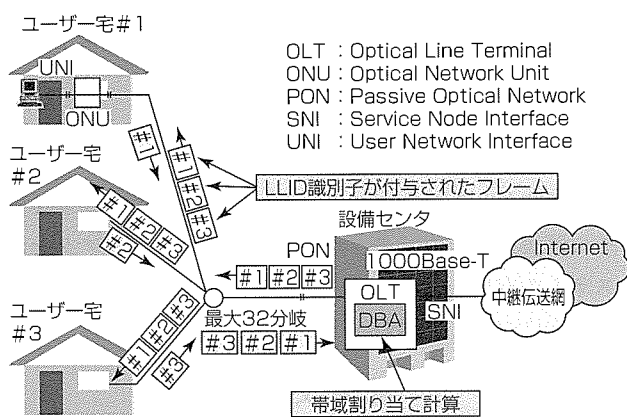 ユーザー宅#1
UNI
ONU
OLT：Optical Line Terminal
ONU：Optical Network Unit
PON：Passive Optical Network
SNI：Service Node Interface
UNI：User Network Interface
#1
#1 #2 #3
LLID識別子が付与されたフレーム
ユーザー宅
#2
#1 #2 #3
#2
設備センタ
PON
1000Base-T
#1 #2 #3
OLT
DBA
SNI
Internet
中継伝送網
ユーザー宅
#3
#1 #2 #3
#3
最大32分岐
#3 #2 #1
帯域割り当て計算